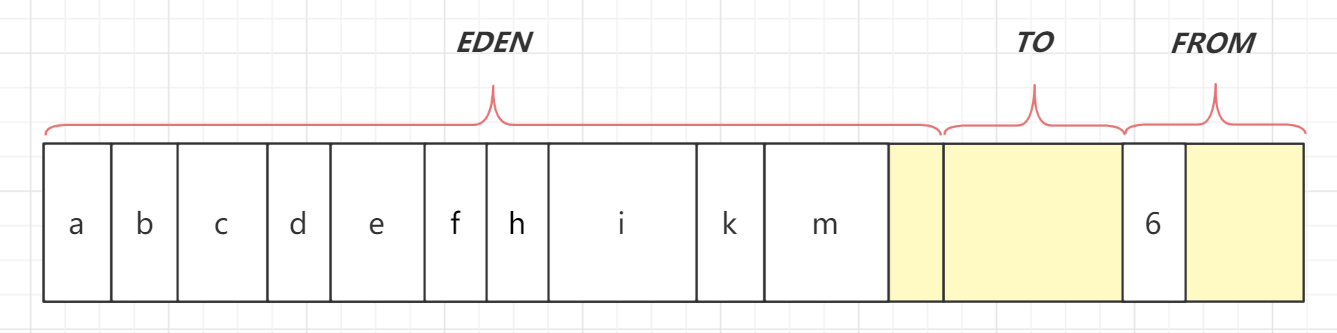 EDEN TO FROM
a b c d e f h i k m 6